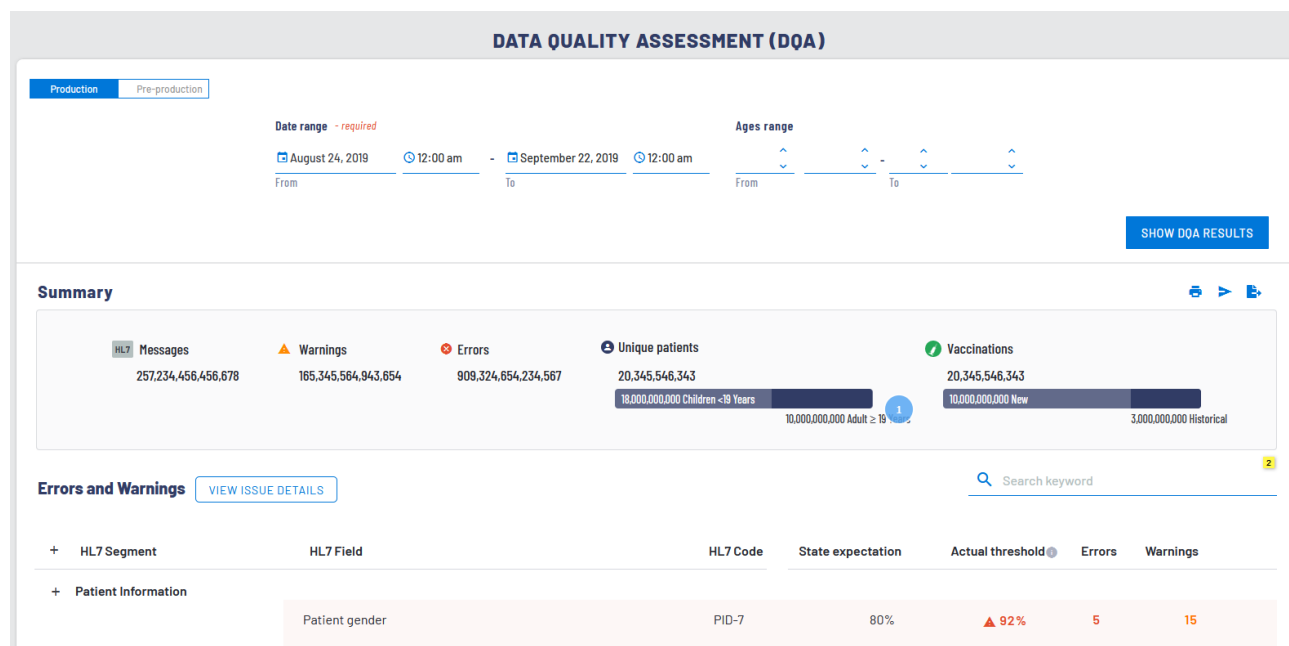 DATA QUALITY ASSESSMENT (DQA)
Production Pre-production
Date range - required Ages range
August 24, 2019 12:00 am - September 22, 2019 12:00 am -
From To From To
SHOW DQA RESULTS
Summary
HL7 Messages Warnings Errors Unique patients Vaccinations
257,234,456,456,678 165,345,564,943,654 909,324,654,234,567 20,345,546,343 20,345,546,343
18,000,000,000 Children <19 Years 10,000,000,000 New
1
10,000,000,000 Adult ≥ 19 Years 3,000,000,000 Historical
2
Errors and Warnings VIEW ISSUE DETAILS Search keyword
+ HL7 Segment HL7 Field HL7 Code State expectation Actual threshold Errors Warnings
+ Patient Information
Patient gender PID-7 80% 92% 5 15